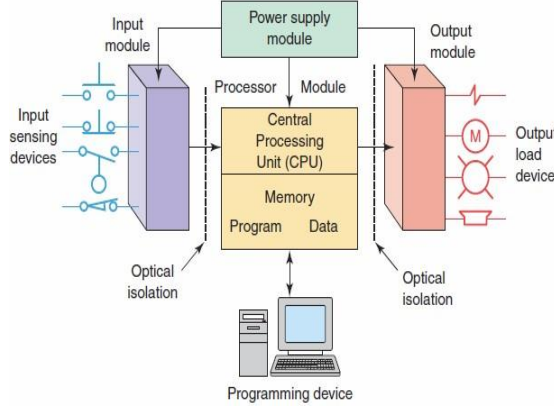 Input
module
Power supply
module
Output
module
Processor Module
Input
sensing
devices
Central
Processing
Unit (CPU)
M
Output
load
device
Memory
Program Data
Optical
isolation
Optical
isolation
Programming device